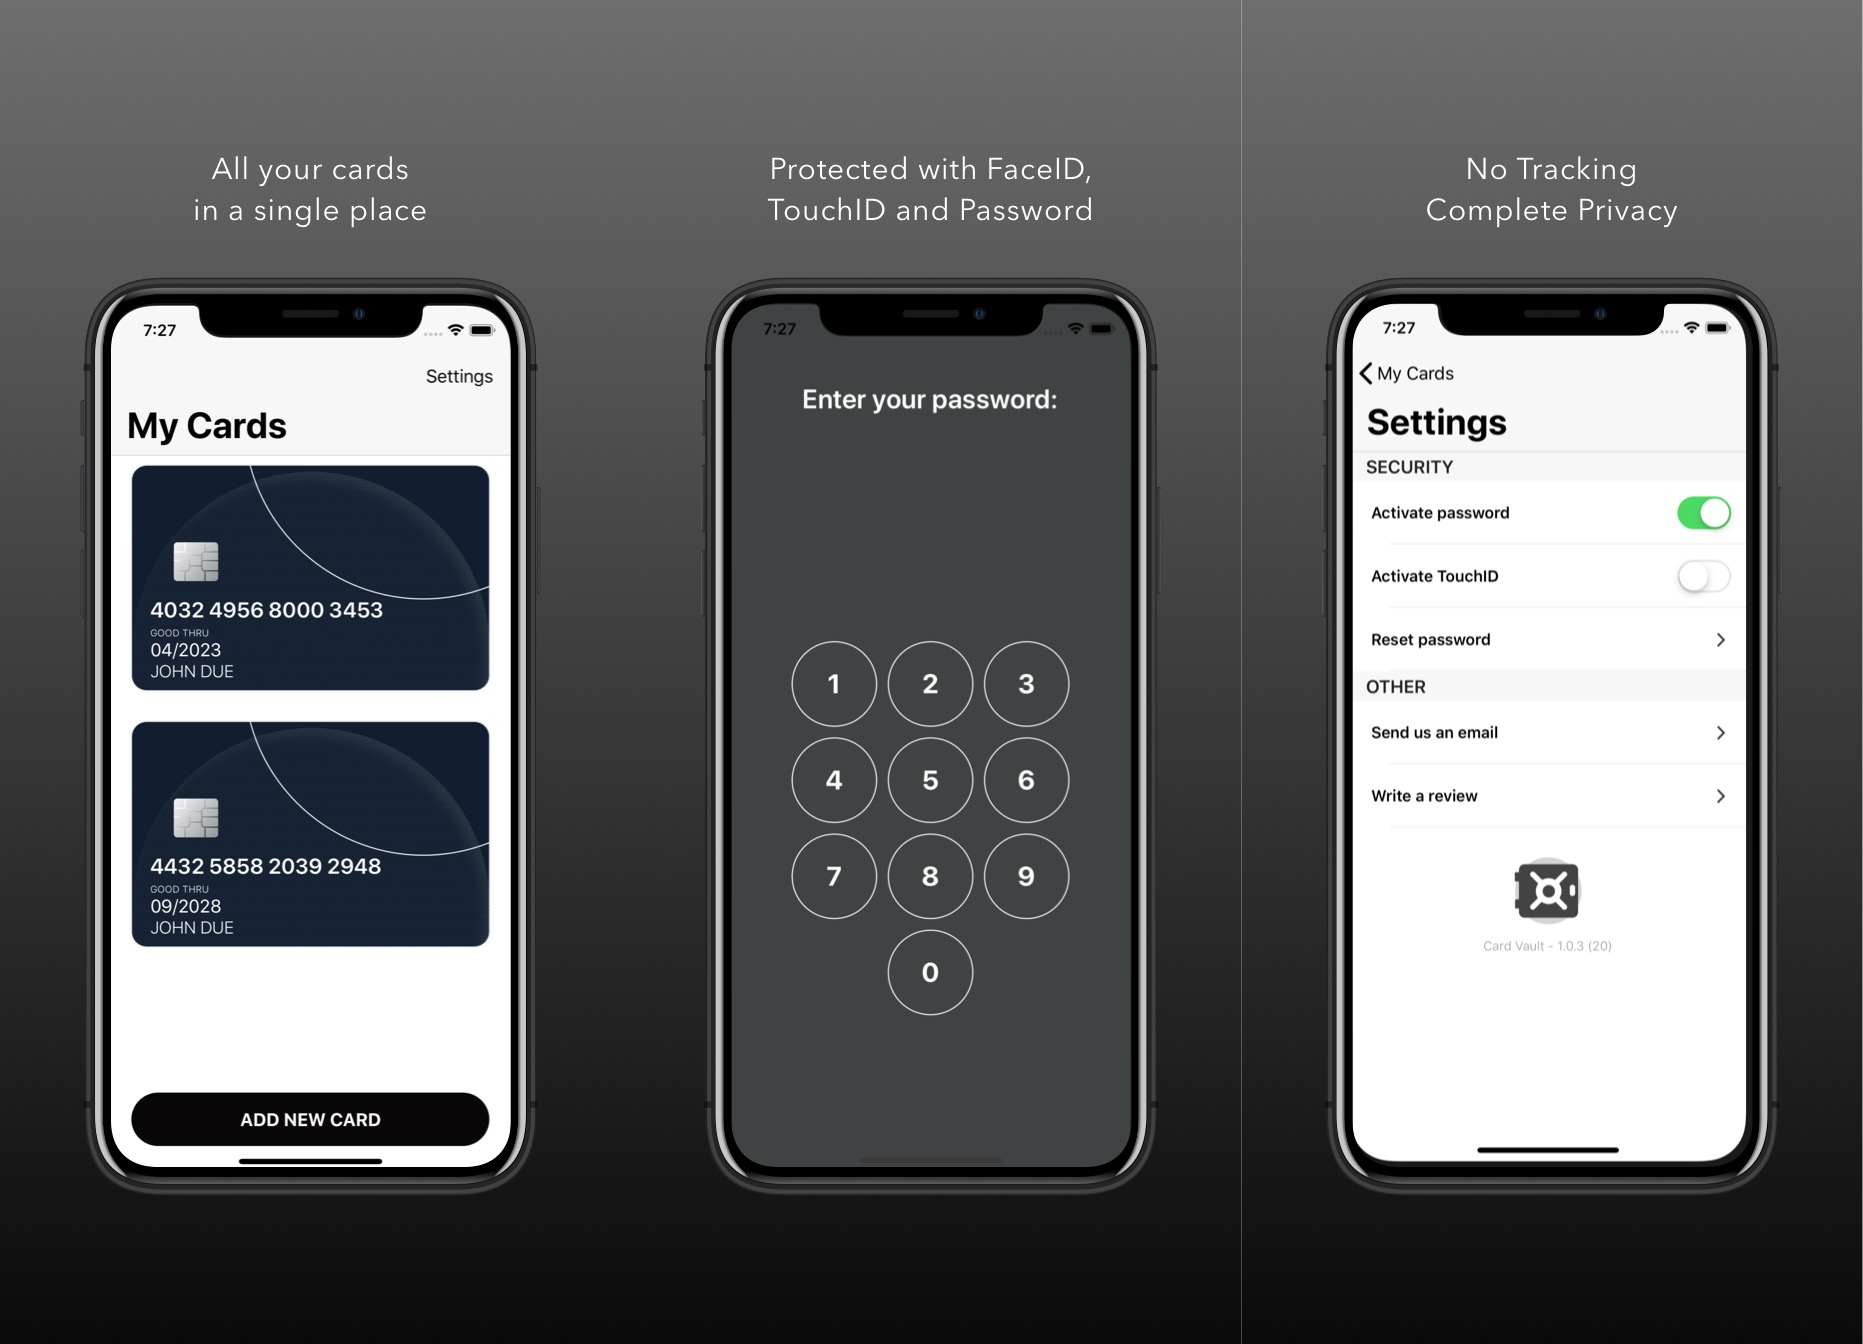 All your cards
in a single place
7:27
Settings
My Cards
4032 4956 8000 3453
GOOD THRU
04/2023
JOHN DUE
4432 5858 2039 2948
GOOD THRU
09/2028
JOHN DUE
ADD NEW CARD
Protected with FaceID,
TouchID and Password
7:27
Enter your password:
1 2 3
4 5 6
7 8 9
0
No Tracking
Complete Privacy
7:27
My Cards
Settings
SECURITY
Activate password
Activate TouchID
Reset password
OTHER
Send us an email
Write a review
Card Vault - 1.0.3 (20)